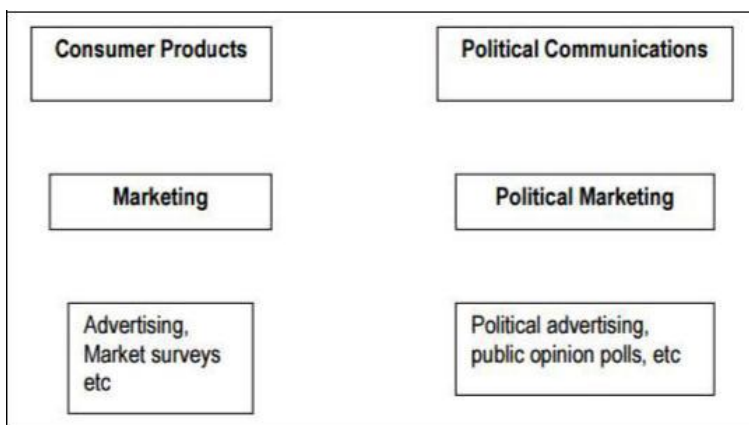 Consumer Products
Political Communications
Marketing
Political Marketing
Advertising,
Market surveys
etc
Political advertising,
public opinion polls, etc